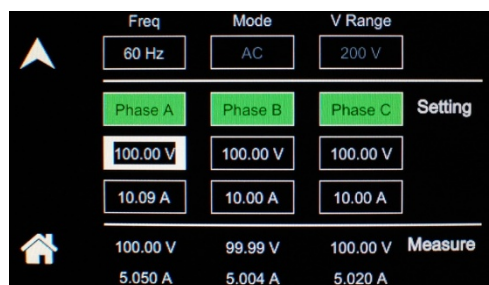 Freq Mode V Range
60 Hz AC 200 V
Phase A Phase B Phase C Setting
100.00 V 100.00 V 100.00 V
10.09 A 10.00 A 10.00 A
100.00 V 99.99 V 100.00 V Measure
5.050 A 5.004 A 5.020 A